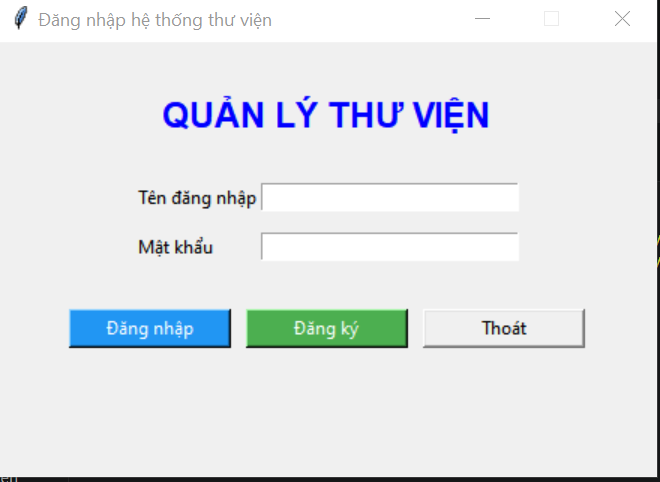 Đăng nhập hệ thống thư viện
QUẢN LÝ THƯ VIỆN
Tên đăng nhập
Mật khẩu
Đăng nhập Đăng ký Thoát